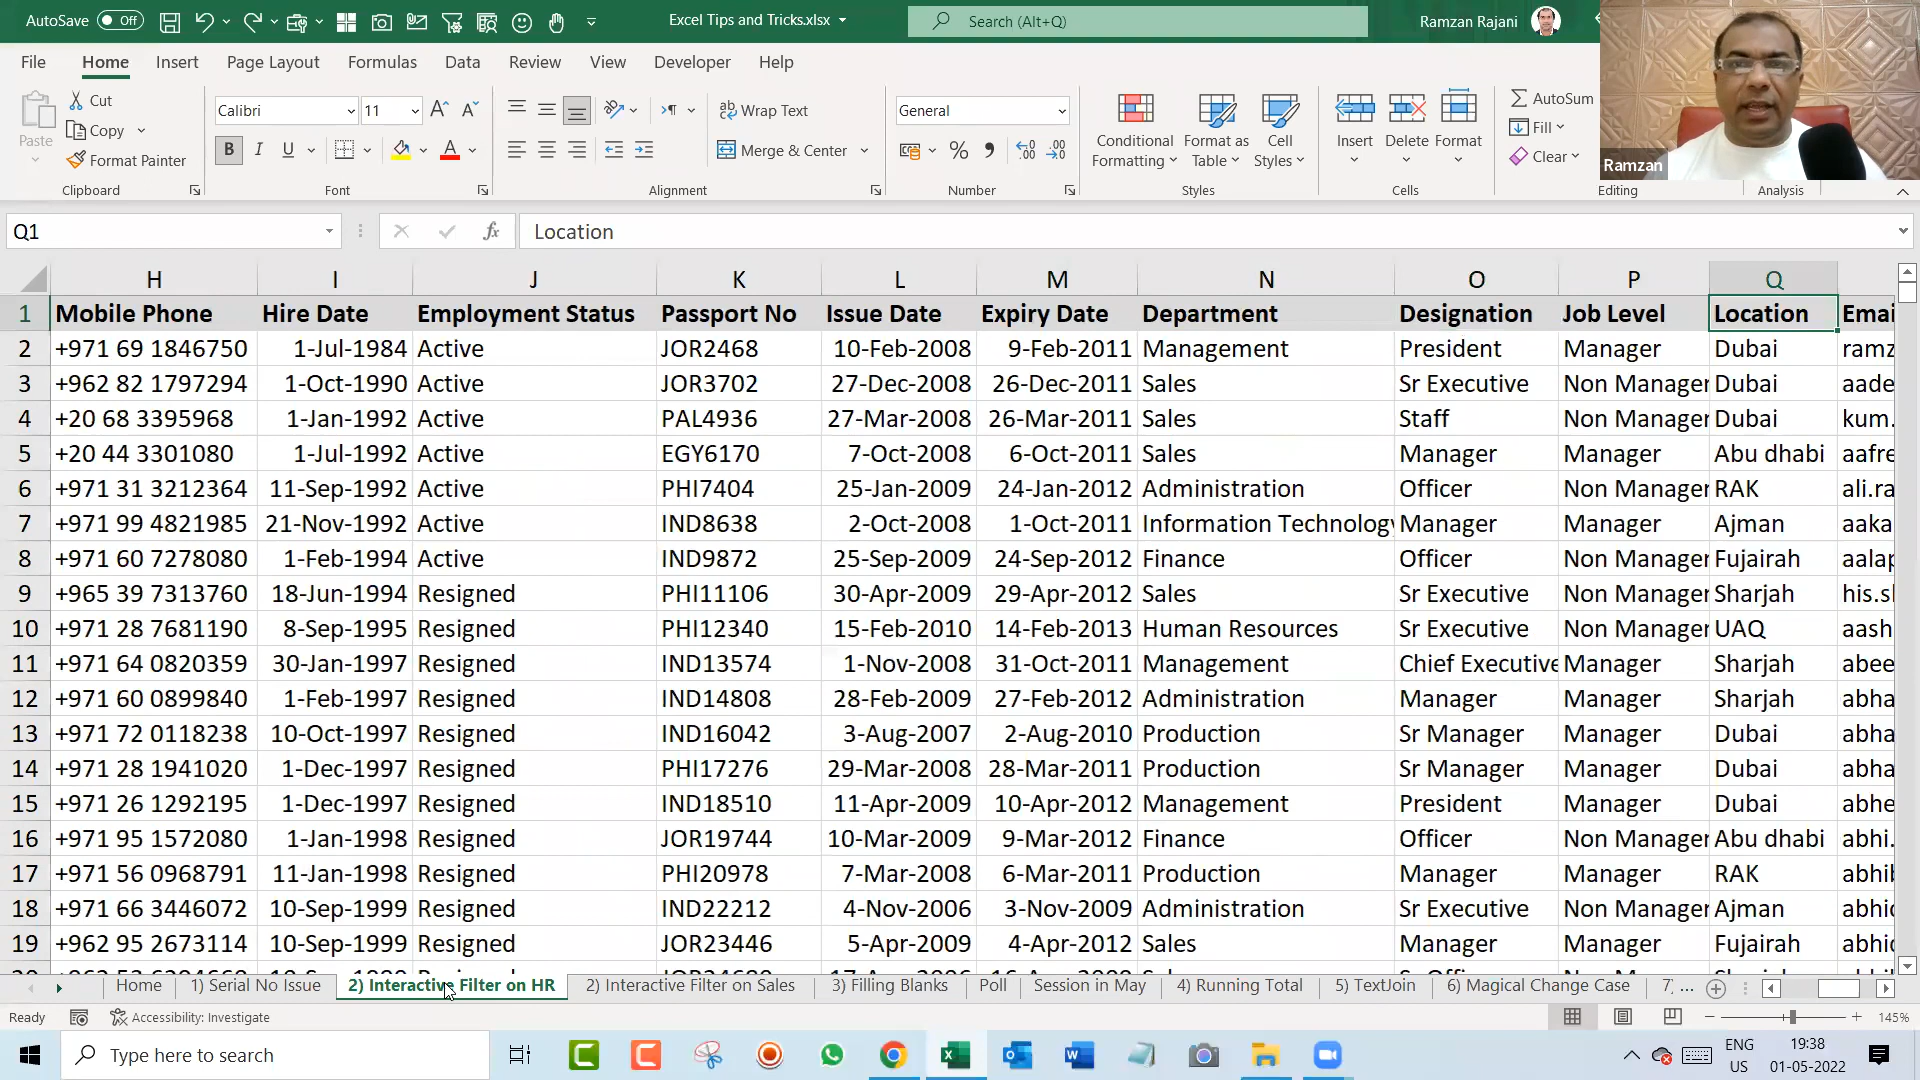 AutoSave Off
Excel Tips and Tricks.xlsx
Search (Alt+Q)
Ramzan Rajani
File Home Insert Page Layout Formulas Data Review View Developer Help
Paste
Cut
Copy
Format Painter
Clipboard
Calibri 11
B I U
Font
Wrap Text
Merge & Center
Alignment
General
Number
Conditional Formatting
Format as Table
Cell Styles
Styles
Insert
Delete
Format
Cells
AutoSum
Fill
Clear
Editing
Analysis
Ramzan
Q1 fx Location
H I J K L M N O P Q
1 Mobile Phone Hire Date Employment Status Passport No Issue Date Expiry Date Department Designation Job Level Location Emai
2 +971 69 1846750 1-Jul-1984 Active JOR2468 10-Feb-2008 9-Feb-2011 Management President Manager Dubai ramz
3 +962 82 1797294 1-Oct-1990 Active JOR3702 27-Dec-2008 26-Dec-2011 Sales Sr Executive Non Manager Dubai aade
4 +20 68 3395968 1-Jan-1992 Active PAL4936 27-Mar-2008 26-Mar-2011 Sales Staff Non Manager Dubai kum.
5 +20 44 3301080 1-Jul-1992 Active EGY6170 7-Oct-2008 6-Oct-2011 Sales Manager Manager Abu dhabi aafre
6 +971 31 3212364 11-Sep-1992 Active PHI7404 25-Jan-2009 24-Jan-2012 Administration Officer Non Manager RAK ali.ra
7 +971 99 4821985 21-Nov-1992 Active IND8638 2-Oct-2008 1-Oct-2011 Information Technology Manager Manager Ajman aaka
8 +971 60 7278080 1-Feb-1994 Active IND9872 25-Sep-2009 24-Sep-2012 Finance Officer Non Manager Fujairah aalap
9 +965 39 7313760 18-Jun-1994 Resigned PHI11106 30-Apr-2009 29-Apr-2012 Sales Sr Executive Non Manager Sharjah his.sl
10 +971 28 7681190 8-Sep-1995 Resigned PHI12340 15-Feb-2010 14-Feb-2013 Human Resources Sr Executive Non Manager UAQ aash
11 +971 64 0820359 30-Jan-1997 Resigned IND13574 1-Nov-2008 31-Oct-2011 Management Chief Executive Manager Sharjah abee
12 +971 60 0899840 1-Feb-1997 Resigned IND14808 28-Feb-2009 27-Feb-2012 Administration Manager Manager Sharjah abha
13 +971 72 0118238 10-Oct-1997 Resigned IND16042 3-Aug-2007 2-Aug-2010 Production Sr Manager Manager Dubai abha
14 +971 28 1941020 1-Dec-1997 Resigned PHI17276 29-Mar-2008 28-Mar-2011 Production Sr Manager Manager Dubai abha
15 +971 26 1292195 1-Dec-1997 Resigned IND18510 11-Apr-2009 10-Apr-2012 Management President Manager Dubai abhe
16 +971 95 1572080 1-Jan-1998 Resigned JOR19744 10-Mar-2009 9-Mar-2012 Finance Officer Non Manager Abu dhabi abhi.
17 +971 56 0968791 11-Jan-1998 Resigned PHI20978 7-Mar-2008 6-Mar-2011 Production Manager Manager RAK abhi
18 +971 66 3446072 10-Sep-1999 Resigned IND22212 4-Nov-2006 3-Nov-2009 Administration Sr Executive Non Manager Ajman abhi
19 +962 95 2673114 10-Sep-1999 Resigned JOR23446 5-Apr-2009 4-Apr-2012 Sales Manager Manager Fujairah abhi
Home 1) Serial No Issue 2) Interactive Filter on HR 2) Interactive Filter on Sales 3) Filling Blanks Poll Session in May 4) Running Total 5) TextJoin 6) Magical Change Case 7 ...
Ready Accessibility: Investigate 145%
Type here to search
ENG US
19:38
01-05-2022